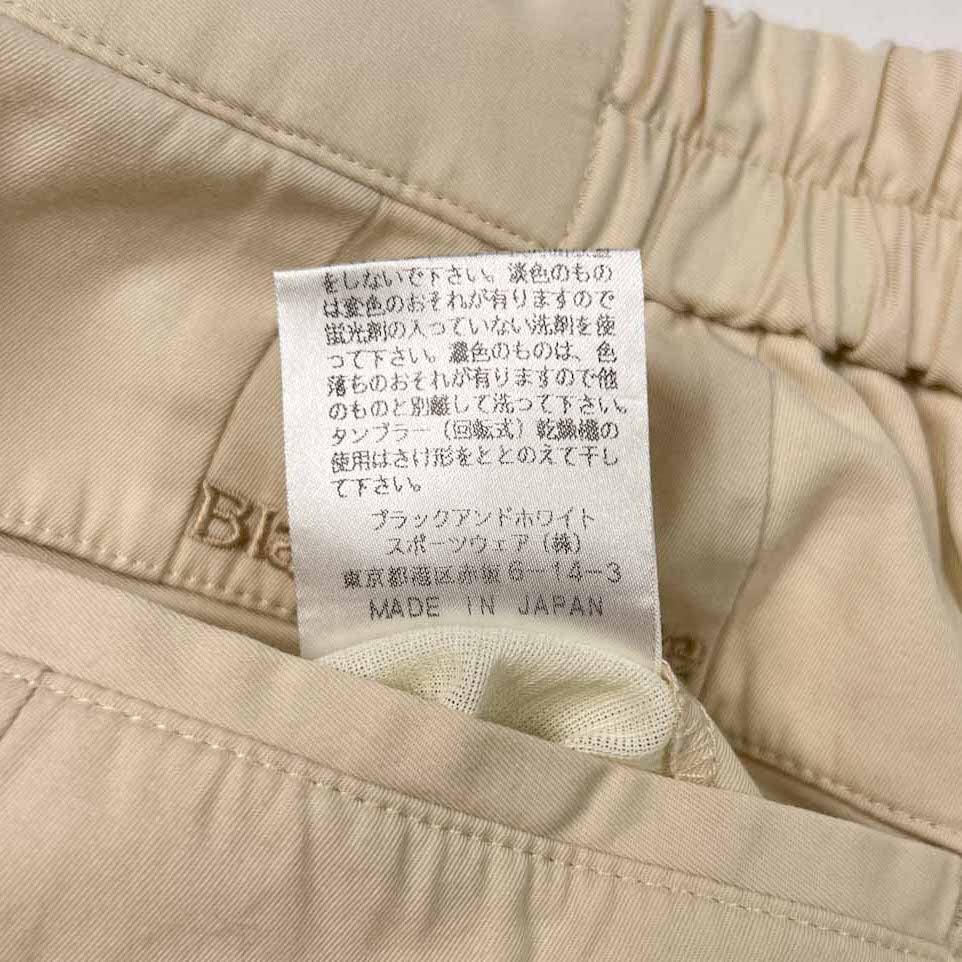 をしないで下さい。淡色のもの
は変色のおそれが有りますので
蛍光剤の入っていない洗剤を使
って下さい。濃色のものは、色
落ちのおそれが有りますので他
のものと別離して洗って下さい。
タンブラー（回転式）乾燥機の
使用はさけ形をととのえて干し
て下さい。
ブラックアンドホワイト
スポーツウェア（株）
東京都港区赤坂6-14-3
MADE IN JAPAN
Bla